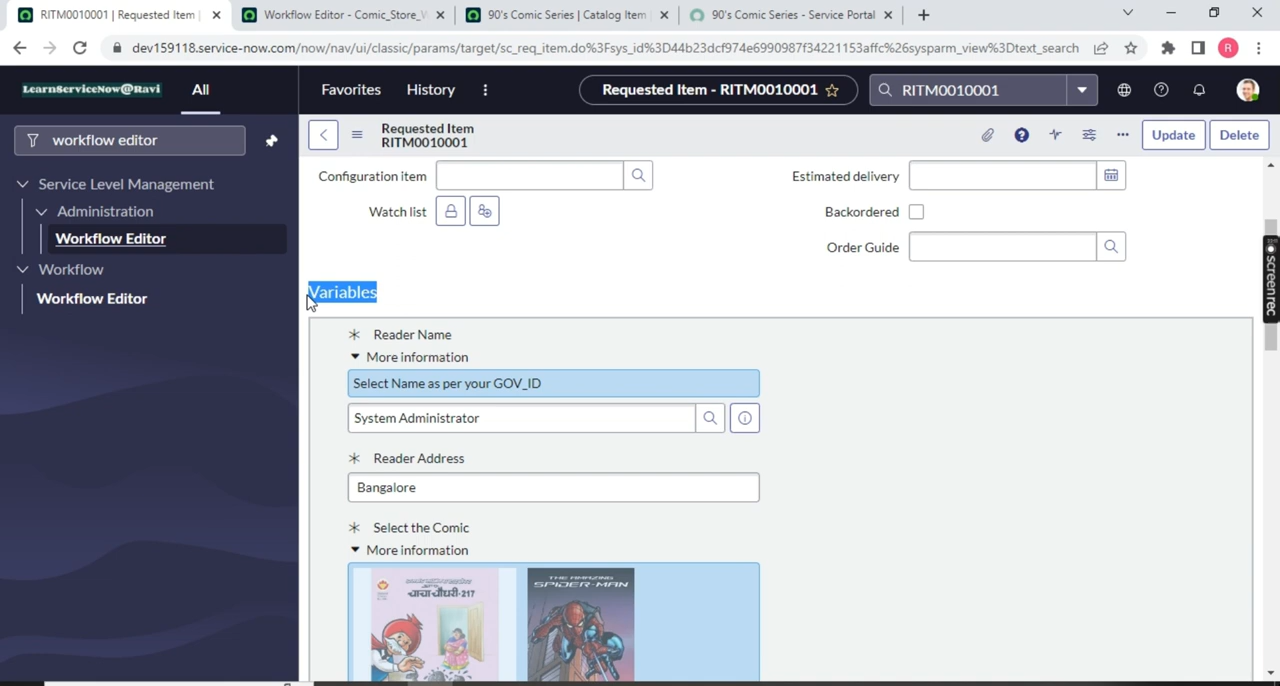 RITM0010001 | Requested Item |
Workflow Editor - Comic_Store_W
90's Comic Series | Catalog Item
90's Comic Series - Service Portal
dev159118.service-now.com/now/nav/ui/classic/params/target/sc_req_item.do%3Fsys_id%3D44b23dcf974e6990987f34221153affc%26sysparm_view%3Dtext_search
R
LearnServiceNow@Ravi
All
Favorites
History
Requested Item - RITM0010001
RITM0010001
workflow editor
Service Level Management
Administration
Workflow Editor
Workflow
Workflow Editor
Requested Item
RITM0010001
Update
Delete
Configuration item
Estimated delivery
Watch list
Backordered
Order Guide
Variables
Reader Name
More information
Select Name as per your GOV_ID
System Administrator
Reader Address
Bangalore
Select the Comic
More information
चाचा चौधरी-217
THE AMAZING
SPIDER-MAN
screenrec